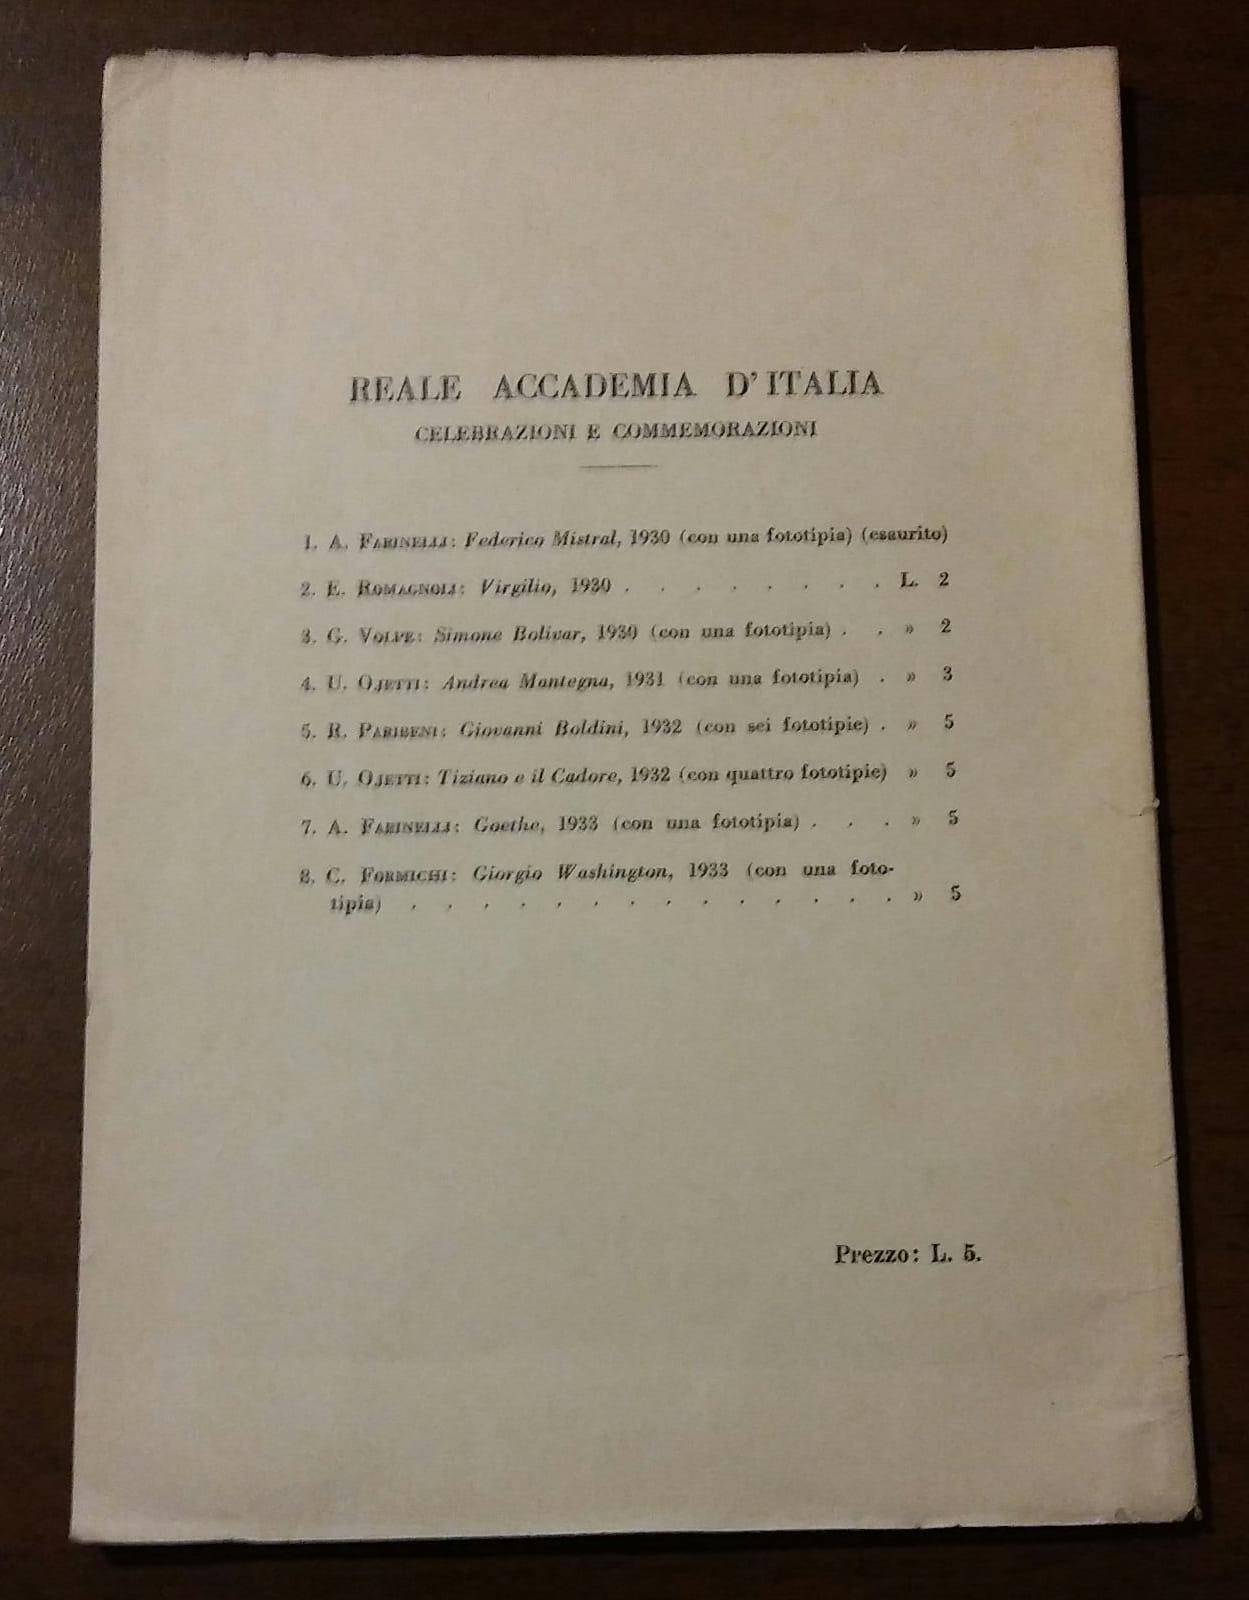 REALE ACCADEMIA D'ITALIA
CELEBRAZIONI E COMMEMORAZIONI
1. A. FARINELLI: Federico Mistral, 1930 (con una fototipia) (esaurito)
2. E. ROMAGNOLI: Virgilio, 1930 . . . . . . . . L. 2
3. G. VOLPE: Simone Bolivar, 1930 (con una fototipia) . . » 2
4. U. OJETTI: Andrea Mantegna, 1931 (con una fototipia) . » 3
5. R. PARIBENI: Giovanni Boldini, 1932 (con sei fototipie) . » 5
6. U. OJETTI: Tiziano e il Cadore, 1932 (con quattro fototipie) » 5
7. A. FARINELLI: Goethe, 1933 (con una fototipia) . . . » 5
8. C. FORMICHI: Giorgio Washington, 1933 (con una foto-
tipia) . . . . . . . . . . . . . . » 5
Prezzo: L. 5.